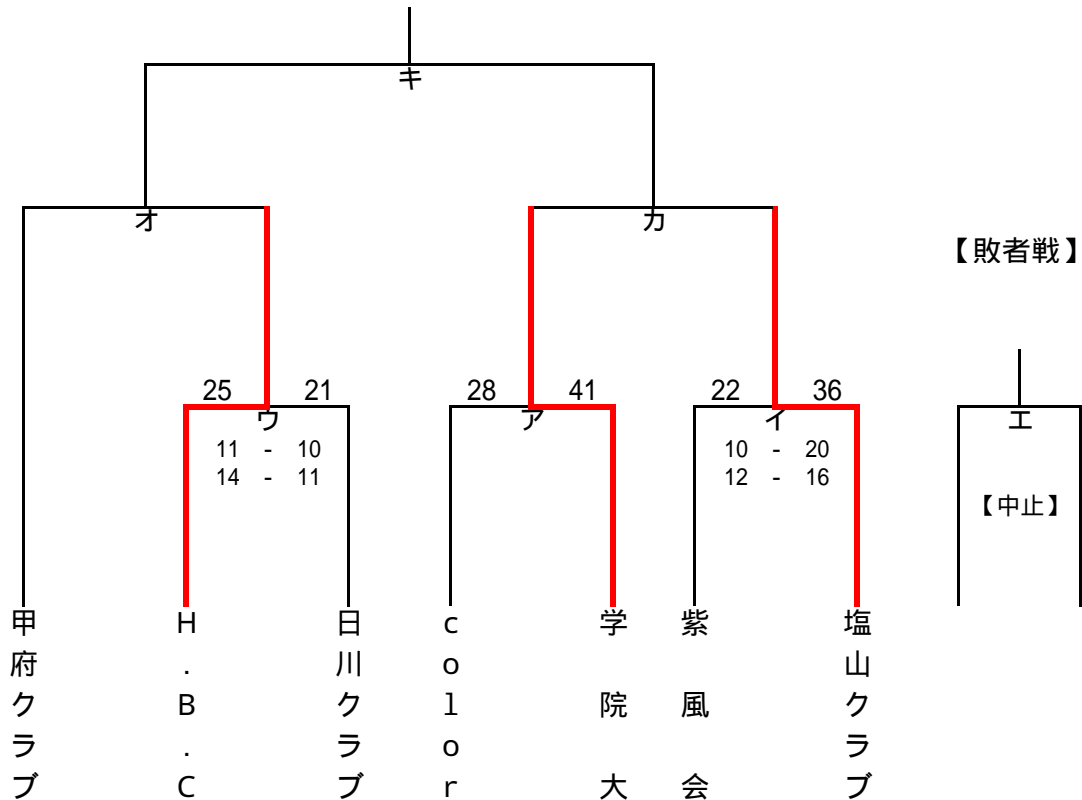 キ
オ
カ
【敗者戦】
25 21
ウ
11 - 10
14 - 11
28 41
ア
22 36
イ
10 - 20
12 - 16
エ
【中止】
甲府クラブ
H.B.C
日川クラブ
color
学院大
紫風会
塩山クラブ